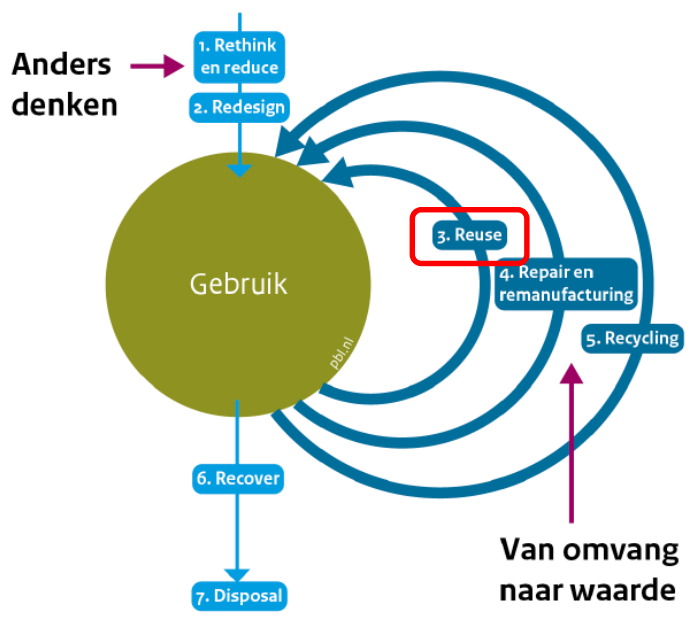 Anders
denken
1. Rethink
en reduce
2. Redesign
3. Reuse
Gebruik
4. Repair en
remanufacturing
5. Recycling
pbl.nl
6. Recover
7. Disposal
Van omvang
naar waarde